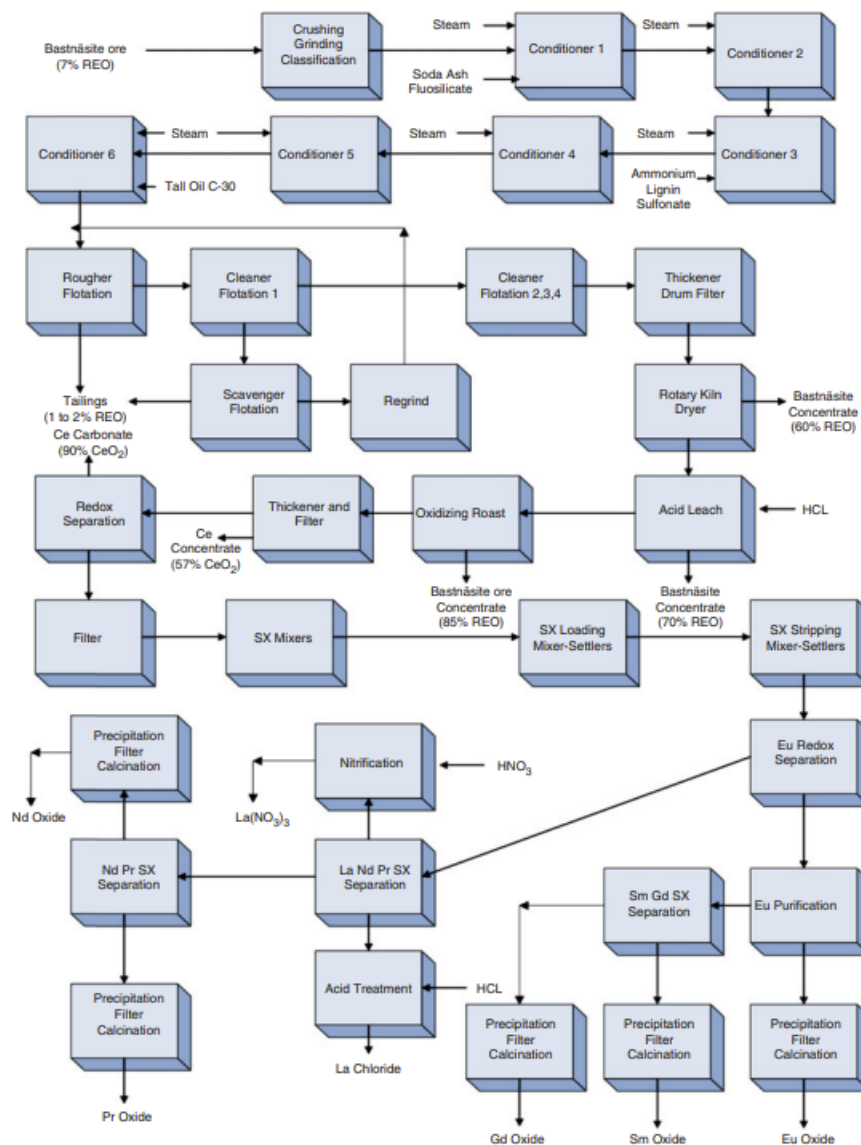 Bastnäsite ore
(7% REO)
Crushing
Grinding
Classification
Steam
Soda Ash
Fluosilicate
Conditioner 1
Steam
Conditioner 2
Conditioner 6
Steam
Tall Oil C-30
Conditioner 5
Steam
Conditioner 4
Steam
Ammonium
Lignin
Sulfonate
Conditioner 3
Rougher
Flotation
Cleaner
Flotation 1
Cleaner
Flotation 2,3,4
Thickener
Drum Filter
Tailings
(1 to 2% REO)
Scavenger
Flotation
Regrind
Rotary Kiln
Dryer
Bastnäsite
Concentrate
(60% REO)
Ce Carbonate
(90% CeO₂)
Redox
Separation
Thickener and
Filter
Ce
Concentrate
(57% CeO₂)
Oxidizing Roast
Acid Leach
HCL
Bastnäsite ore
Concentrate
(85% REO)
Bastnäsite
Concentrate
(70% REO)
Filter
SX Mixers
SX Loading
Mixer-Settlers
SX Stripping
Mixer-Settlers
Precipitation
Filter
Calcination
Nd Oxide
Nitrification
HNO₃
La(NO₃)₃
Eu Redox
Separation
Nd Pr SX
Separation
La Nd Pr SX
Separation
Sm Gd SX
Separation
Eu Purification
Precipitation
Filter
Calcination
Acid Treatment
HCL
Precipitation
Filter
Calcination
Precipitation
Filter
Calcination
Precipitation
Filter
Calcination
Pr Oxide
La Chloride
Gd Oxide
Sm Oxide
Eu Oxide